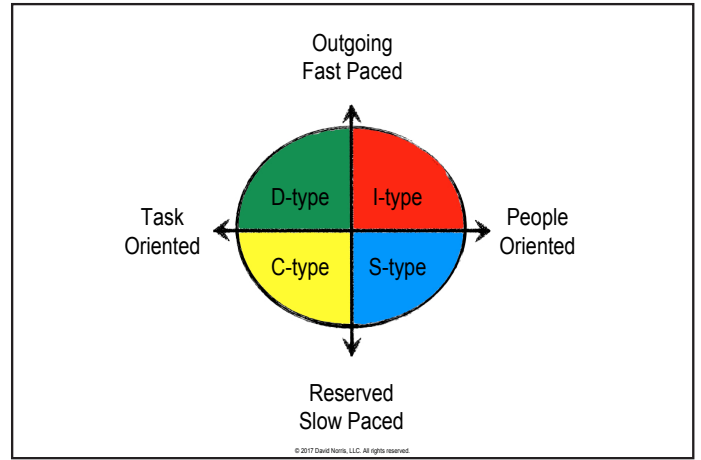 Outgoing
Fast Paced
D-type
I-type
Task
Oriented
People
Oriented
C-type
S-type
Reserved
Slow Paced
© 2017 David Norris, LLC. All rights reserved.